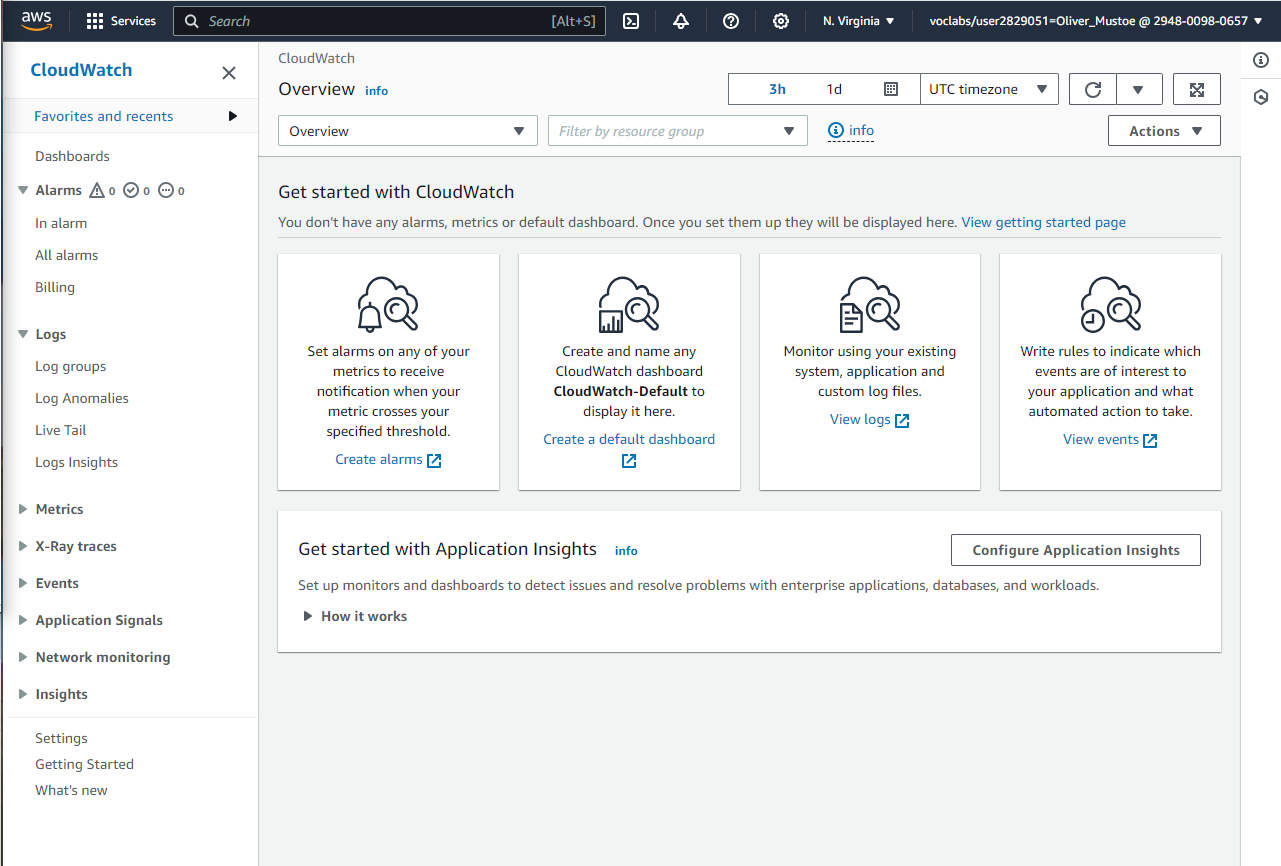 aws
Services
Search [Alt+S]
N. Virginia
voclabs/user2829051=Oliver_Mustoe @ 2948-0098-0657
CloudWatch
Favorites and recents
Dashboards
Alarms 0 0 0
In alarm
All alarms
Billing
Logs
Log groups
Log Anomalies
Live Tail
Logs Insights
Metrics
X-Ray traces
Events
Application Signals
Network monitoring
Insights
Settings
Getting Started
What's new
CloudWatch
Overview info
3h 1d UTC timezone
Overview
Filter by resource group
info
Actions
Get started with CloudWatch
You don't have any alarms, metrics or default dashboard. Once you set them up they will be displayed here. View getting started page
Set alarms on any of your
metrics to receive
notification when your
metric crosses your
specified threshold.
Create alarms
Create and name any
CloudWatch dashboard
CloudWatch-Default to
display it here.
Create a default dashboard
Monitor using your existing
system, application and
custom log files.
View logs
Write rules to indicate which
events are of interest to
your application and what
automated action to take.
View events
Get started with Application Insights info
Configure Application Insights
Set up monitors and dashboards to detect issues and resolve problems with enterprise applications, databases, and workloads.
How it works